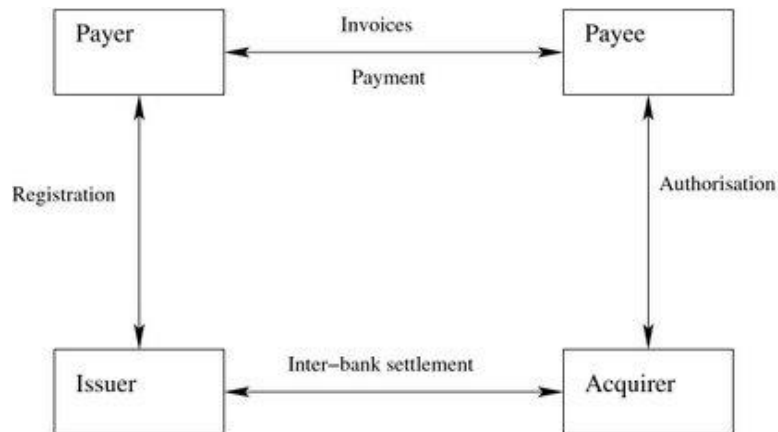 Payer
Invoices
Payee
Payment
Registration
Authorisation
Issuer
Inter-bank settlement
Acquirer